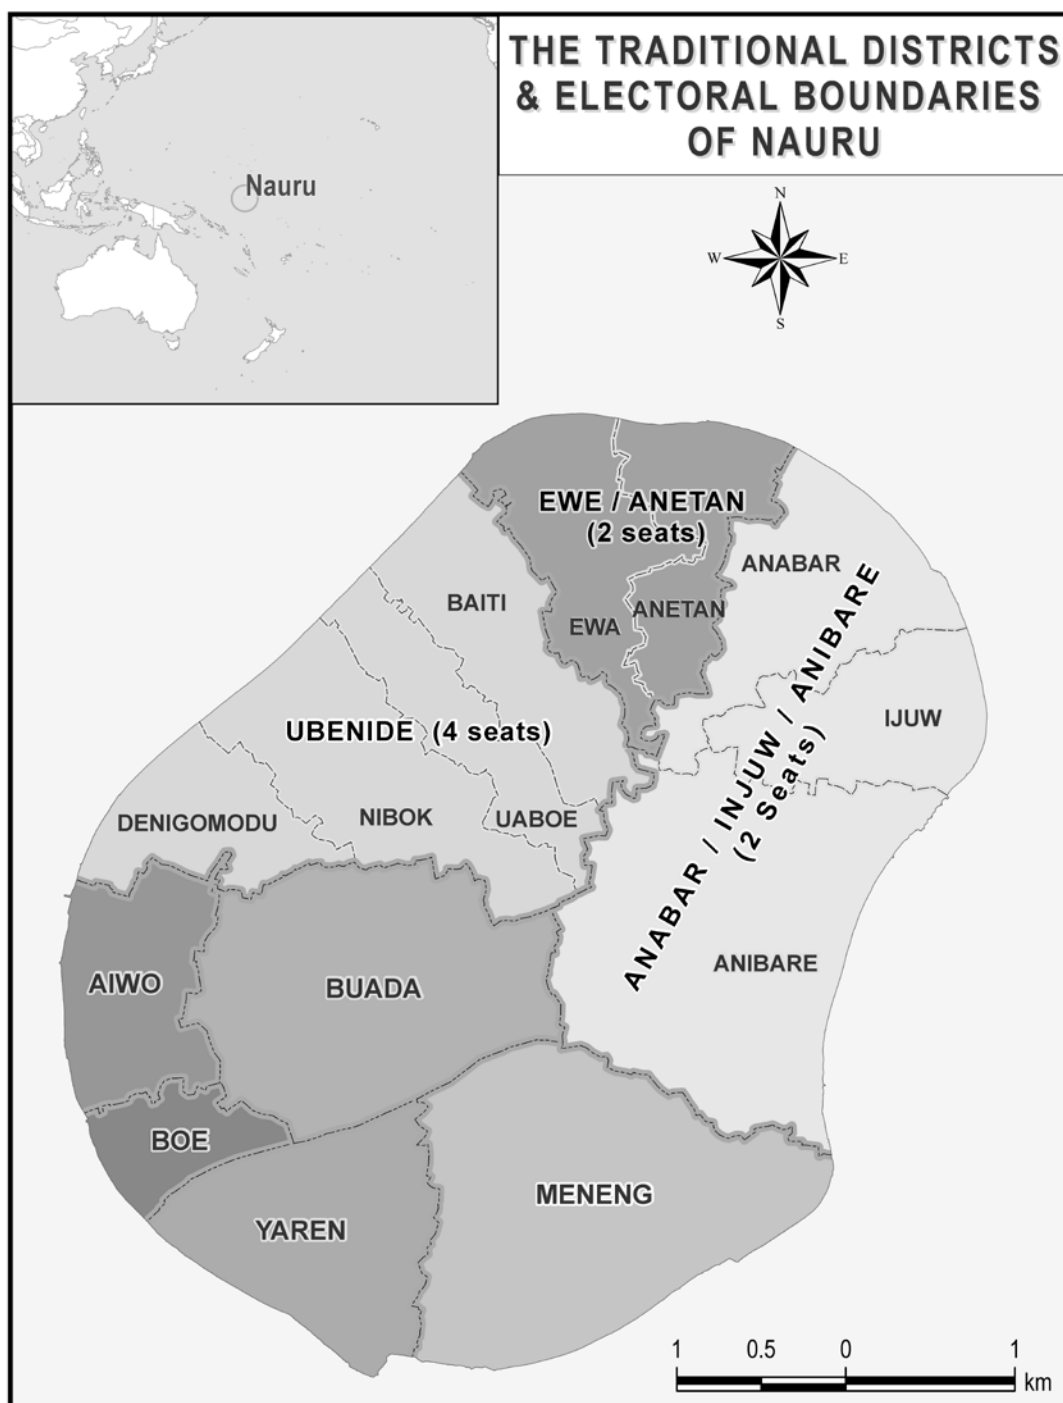 THE TRADITIONAL DISTRICTS
& ELECTORAL BOUNDARIES
OF NAURU
Nauru
N
W
E
S
EWE / ANETAN
(2 seats)
ANABAR
BAITI
EWA
ANETAN
ANABAR / INJUW / ANIBARE
(2 Seats)
IJUW
UBENIDE (4 seats)
DENIGOMODU
NIBOK
UABOE
ANIBARE
AIWO
BUADA
BOE
MENENG
YAREN
1
0.5
0
1
km